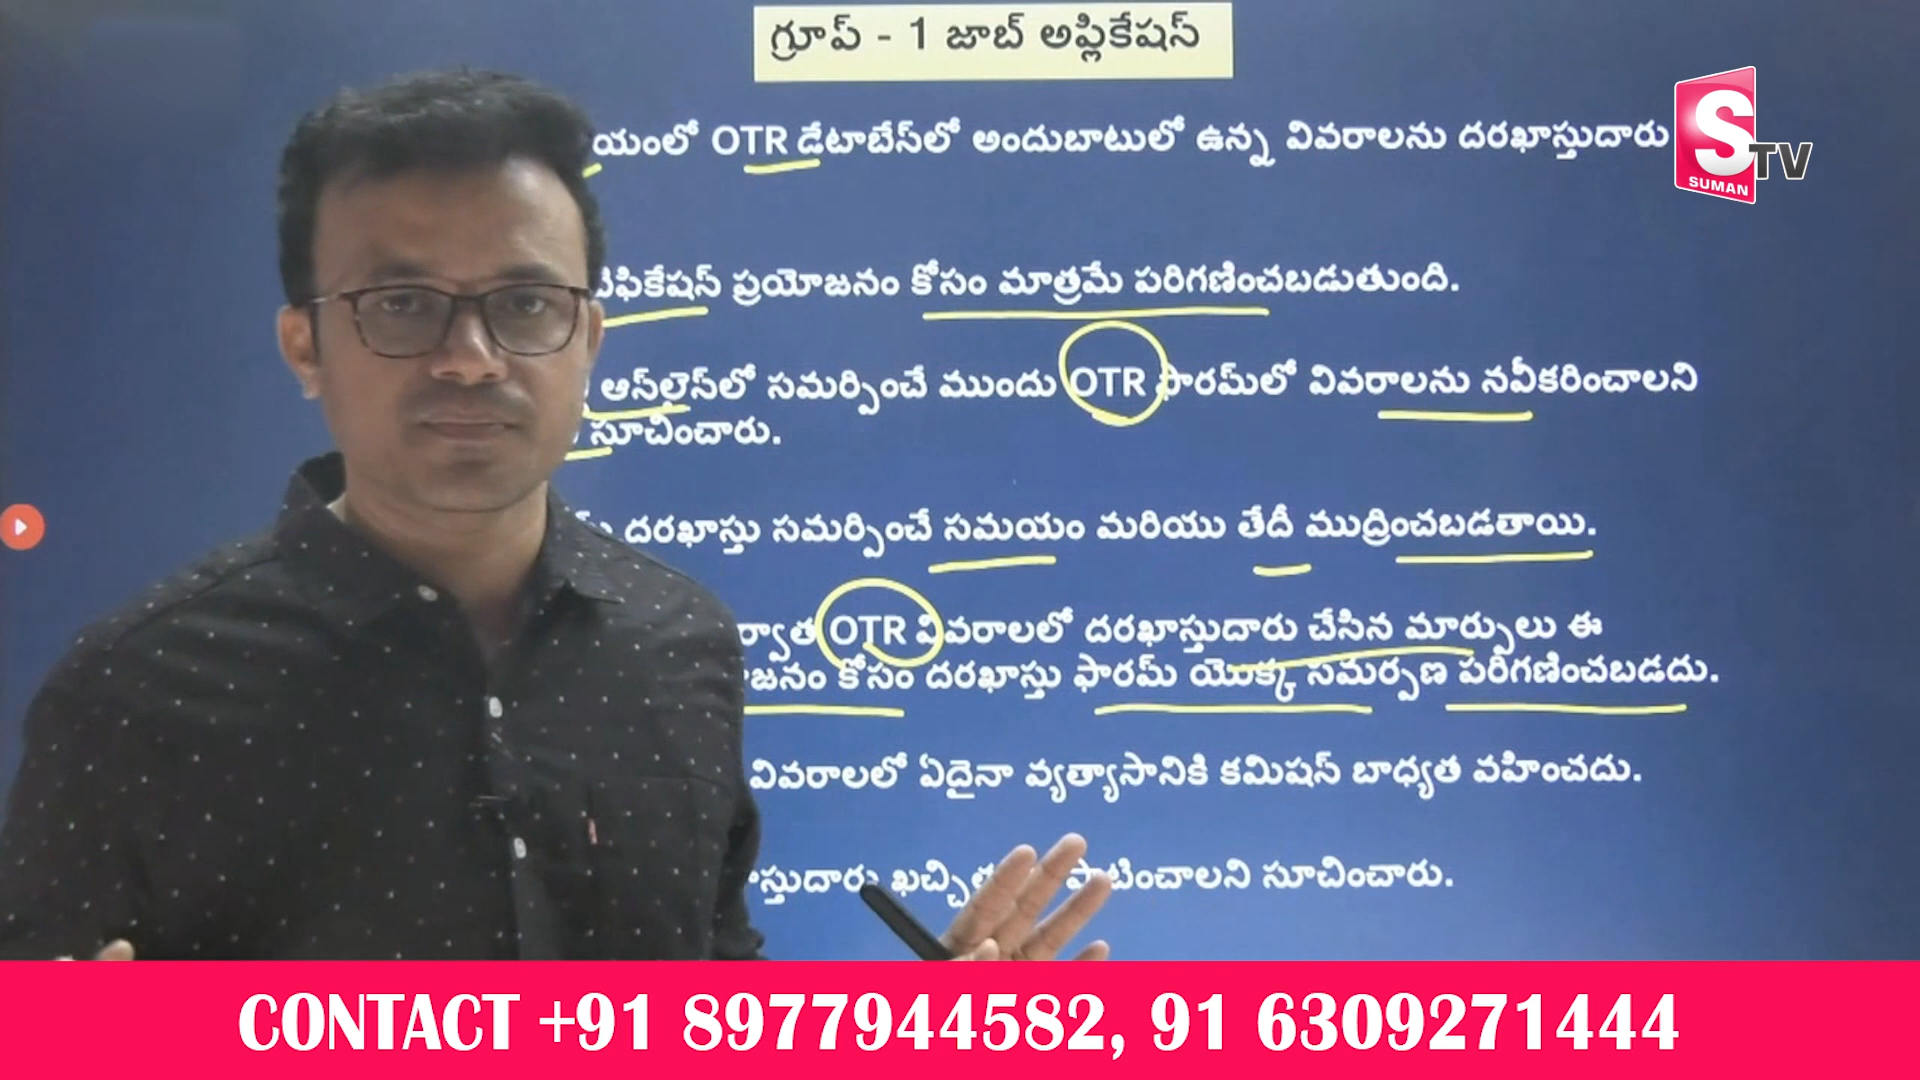 గ్రూప్ - 1 జాబ్ అప్లికేషన్
OTR డేటాబేస్‌లో అందుబాటులో ఉన్న వివరాలను దరఖాస్తుదారు
S TV
SUMAN
ప్రయోజనం కోసం మాత్రమే పరిగణించబడుతుంది.
ఆన్‌లైన్‌లో సమర్పించే ముందు OTR ఫారమ్‌లో వివరాలను నవీకరించాలని
సూచించారు.
దరఖాస్తు సమర్పించే సమయం మరియు తేదీ ముద్రించబడతాయి.
OTR వివరాలలో దరఖాస్తుదారు చేసిన మార్పులు ఈ
కోసం దరఖాస్తు ఫారమ్ యొక్క సమర్పణ పరిగణించబడదు.
వివరాలలో ఏదైనా వ్యత్యాసానికి కమిషన్ బాధ్యత వహించదు.
పాటించాలని సూచించారు.
CONTACT +91 8977944582, 91 6309271444